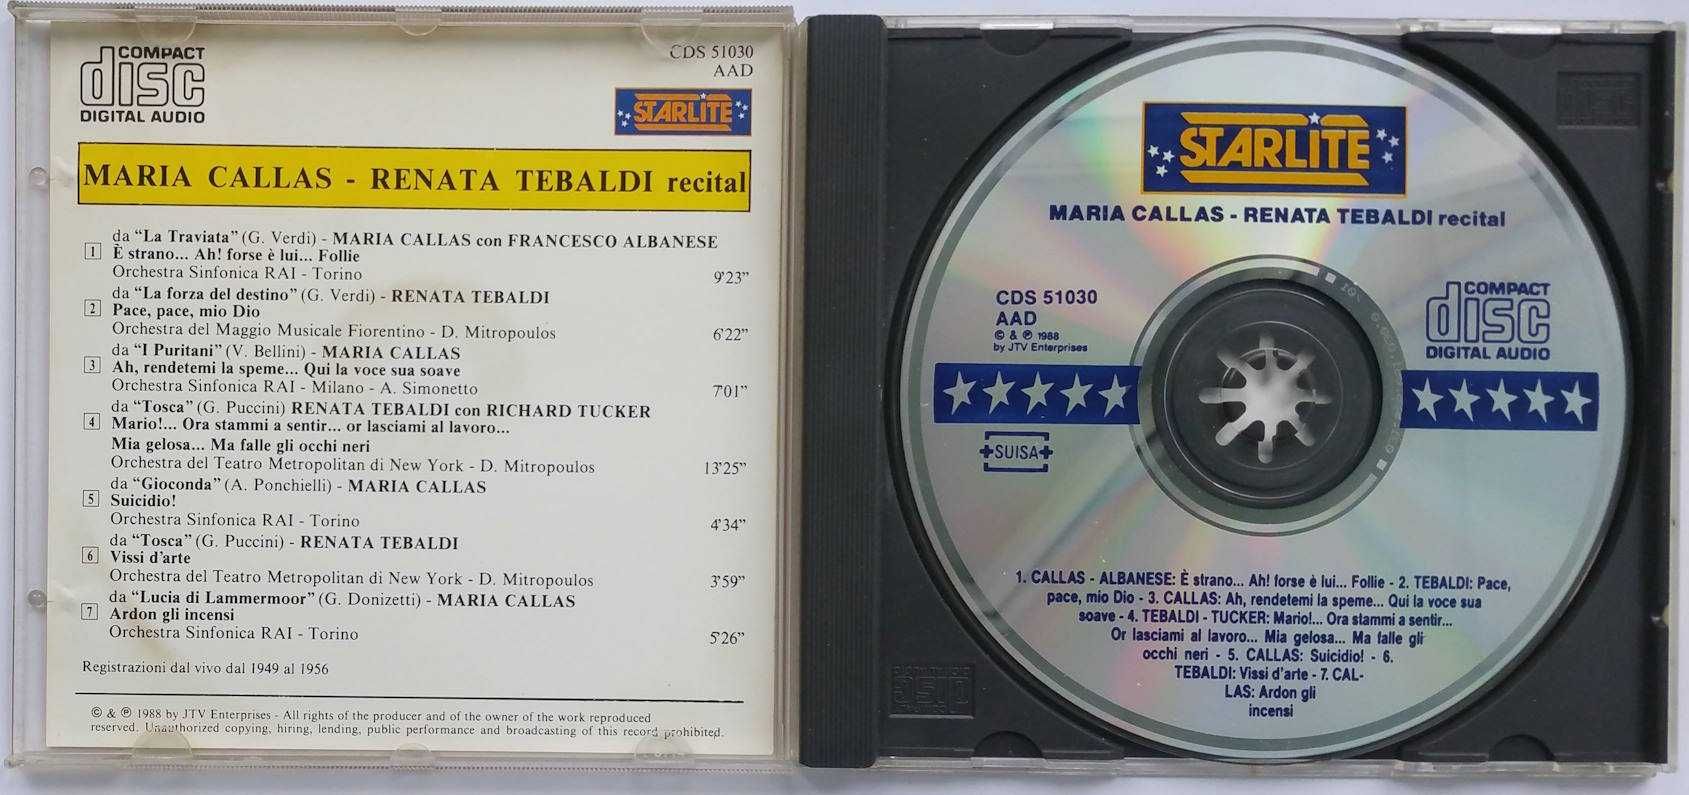 COMPACT
disc
DIGITAL AUDIO
CDS 51030
AAD
STARLITE
MARIA CALLAS - RENATA TEBALDI recital
da “La Traviata” (G. Verdi) - MARIA CALLAS con FRANCESCO ALBANESE
1 È strano... Ah! forse è lui... Follie
Orchestra Sinfonica RAI - Torino 9’23”
da “La forza del destino” (G. Verdi) - RENATA TEBALDI
2 Pace, pace, mio Dio
Orchestra del Maggio Musicale Fiorentino - D. Mitropoulos 6’22”
da “I Puritani” (V. Bellini) - MARIA CALLAS
3 Ah, rendetemi la speme... Qui la voce sua soave
Orchestra Sinfonica RAI - Milano - A. Simonetto 7’01”
da “Tosca” (G. Puccini) RENATA TEBALDI con RICHARD TUCKER
4 Mario!... Ora stammi a sentir... or lasciami al lavoro...
Mia gelosa... Ma falle gli occhi neri
Orchestra del Teatro Metropolitan di New York - D. Mitropoulos 13’25”
da “Gioconda” (A. Ponchielli) - MARIA CALLAS
5 Suicidio!
Orchestra Sinfonica RAI - Torino 4’34”
da “Tosca” (G. Puccini) - RENATA TEBALDI
6 Vissi d’arte
Orchestra del Teatro Metropolitan di New York - D. Mitropoulos 3’59”
da “Lucia di Lammermoor” (G. Donizetti) - MARIA CALLAS
7 Ardon gli incensi
Orchestra Sinfonica RAI - Torino 5’26”
Registrazioni dal vivo dal 1949 al 1956
© & ℗ 1988 by JTV Enterprises - All rights of the producer and of the owner of the work reproduced
reserved. Unauthorized copying, hiring, lending, public performance and broadcasting of this record prohibited.
STARLITE
MARIA CALLAS - RENATA TEBALDI recital
CDS 51030
AAD
© & ℗ 1988
by JTV Enterprises
COMPACT
disc
DIGITAL AUDIO
SUISA
1. CALLAS - ALBANESE: È strano... Ah! forse è lui... Follie - 2. TEBALDI: Pace,
pace, mio Dio - 3. CALLAS: Ah, rendetemi la speme... Qui la voce sua
soave - 4. TEBALDI - TUCKER: Mario!... Ora stammi a sentir...
Or lasciami al lavoro... Mia gelosa... Ma falle gli
occhi neri - 5. CALLAS: Suicidio! - 6.
TEBALDI: Vissi d’arte - 7. CAL-
LAS: Ardon gli
incensi